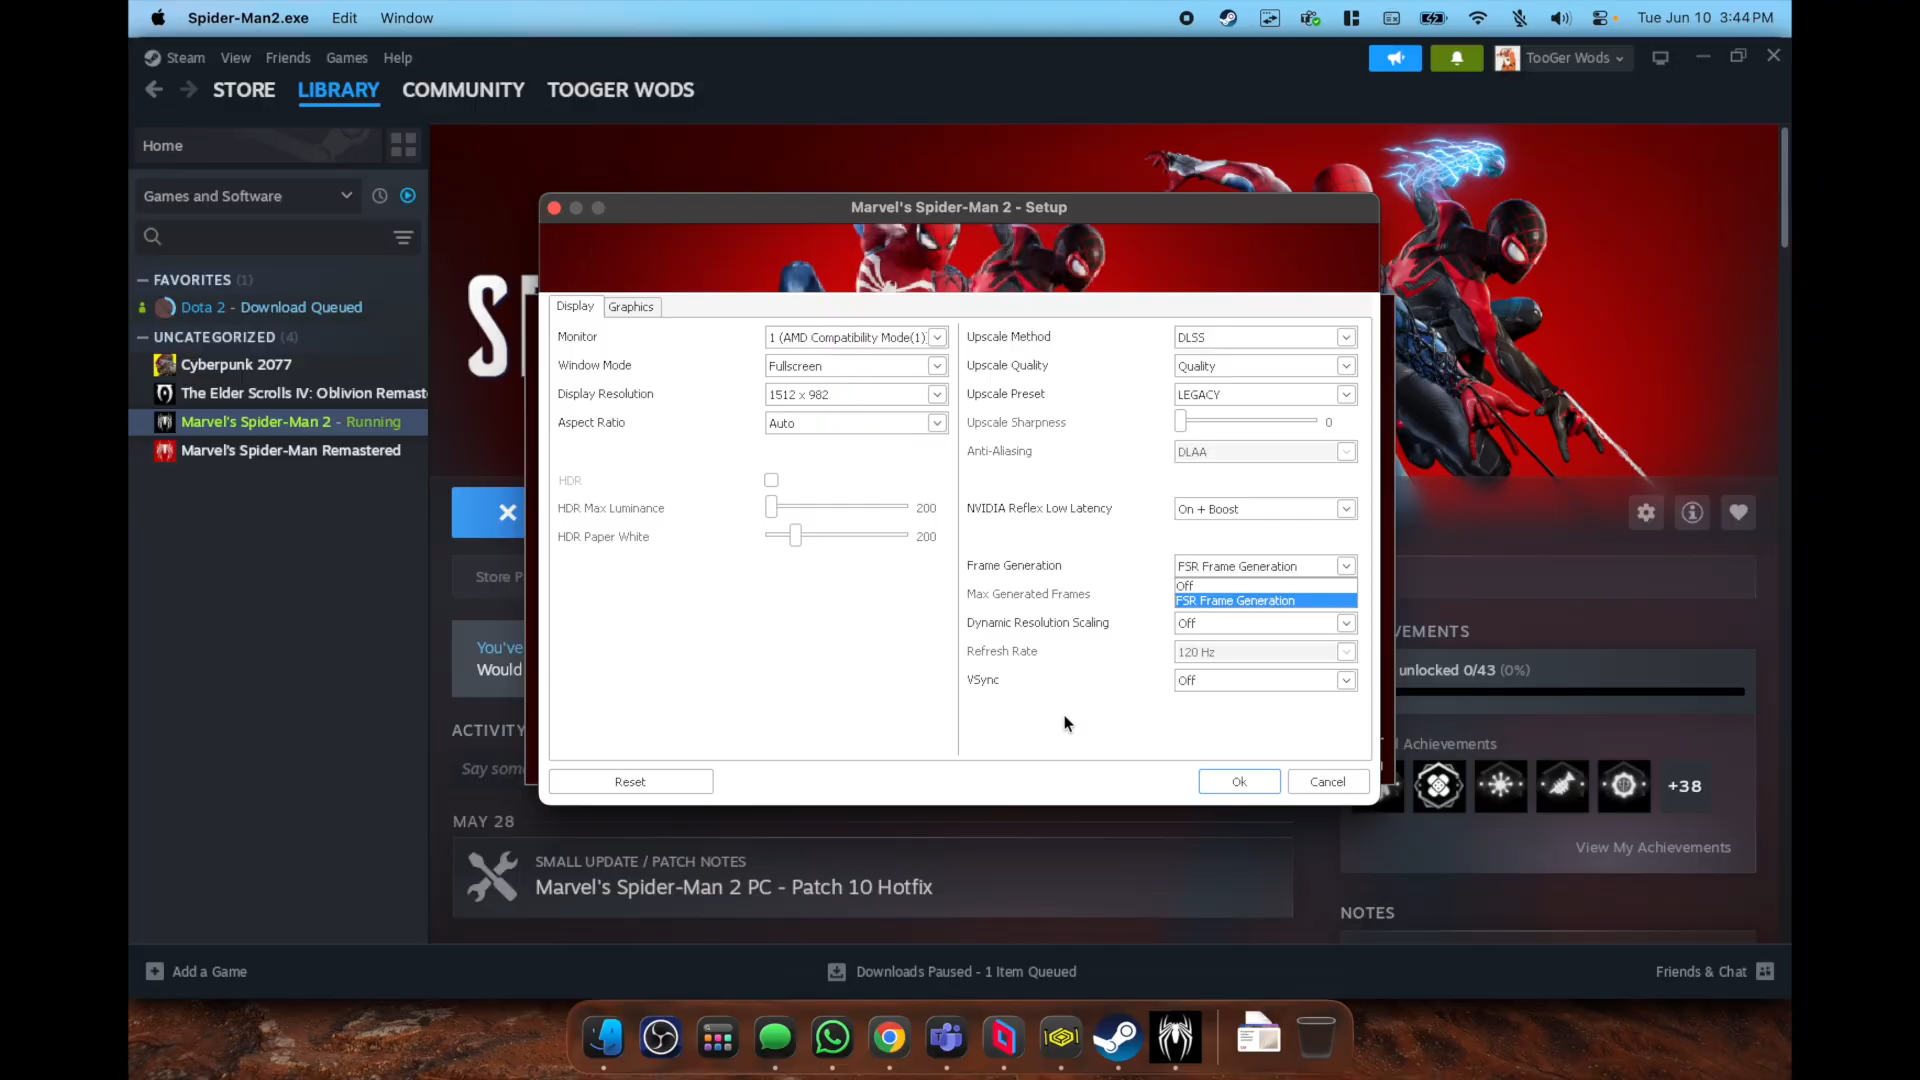 Spider-Man2.exe Edit Window
Tue Jun 10 3:44 PM
Steam View Friends Games Help
TooGer Wods
STORE LIBRARY COMMUNITY TOOGER WODS
Home
Games and Software
FAVORITES (1)
Dota 2 - Download Queued
UNCATEGORIZED (4)
Cyberpunk 2077
The Elder Scrolls IV: Oblivion Remast
Marvel's Spider-Man 2 - Running
Marvel's Spider-Man Remastered
Marvel's Spider-Man 2 - Setup
Display Graphics
Monitor 1 (AMD Compatibility Mode(1)
Window Mode Fullscreen
Display Resolution 1512 x 982
Aspect Ratio Auto
HDR
HDR Max Luminance 200
HDR Paper White 200
Upscale Method DLSS
Upscale Quality Quality
Upscale Preset LEGACY
Upscale Sharpness 0
Anti-Aliasing DLAA
NVIDIA Reflex Low Latency On + Boost
Frame Generation FSR Frame Generation
Off
FSR Frame Generation
Max Generated Frames
Dynamic Resolution Scaling Off
Refresh Rate 120 Hz
VSync Off
Reset Ok Cancel
Store P
You've
Would
ACTIVITY
Say som
MAY 28
SMALL UPDATE / PATCH NOTES
Marvel's Spider-Man 2 PC - Patch 10 Hotfix
VEMENTS
unlocked 0/43 (0%)
Achievements
+38
View My Achievements
NOTES
Add a Game
Downloads Paused - 1 Item Queued
Friends & Chat